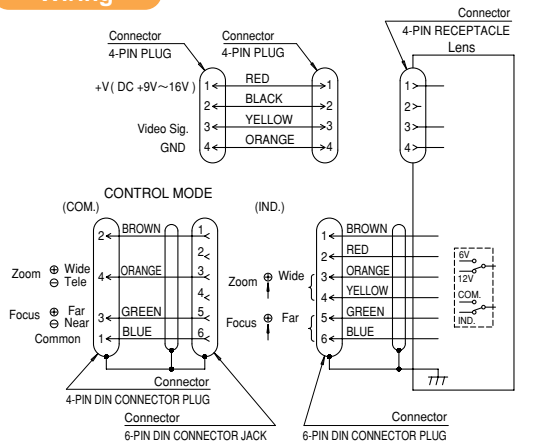 Wiring
Connector
4-PIN PLUG
Connector
4-PIN PLUG
Connector
4-PIN RECEPTACLE
Lens
+V ( DC +9V～16V ) 1 RED 1 1
2 BLACK 2 2
Video Sig. 3 YELLOW 3 3
GND 4 ORANGE 4 4
CONTROL MODE
(COM.)
2 BROWN 1
2
Zoom ⊕ Wide 4 ORANGE 3
⊖ Tele
4
Focus ⊕ Far 3 GREEN 5
⊖ Near
Common 1 BLUE 6
Connector
4-PIN DIN CONNECTOR PLUG
Connector
6-PIN DIN CONNECTOR JACK
(IND.)
1 BROWN
2 RED
Zoom ⊕ Wide 3 ORANGE
4 YELLOW
Focus ⊕ Far 5 GREEN
6 BLUE
Connector
6-PIN DIN CONNECTOR PLUG
6V
12V
COM.
IND.